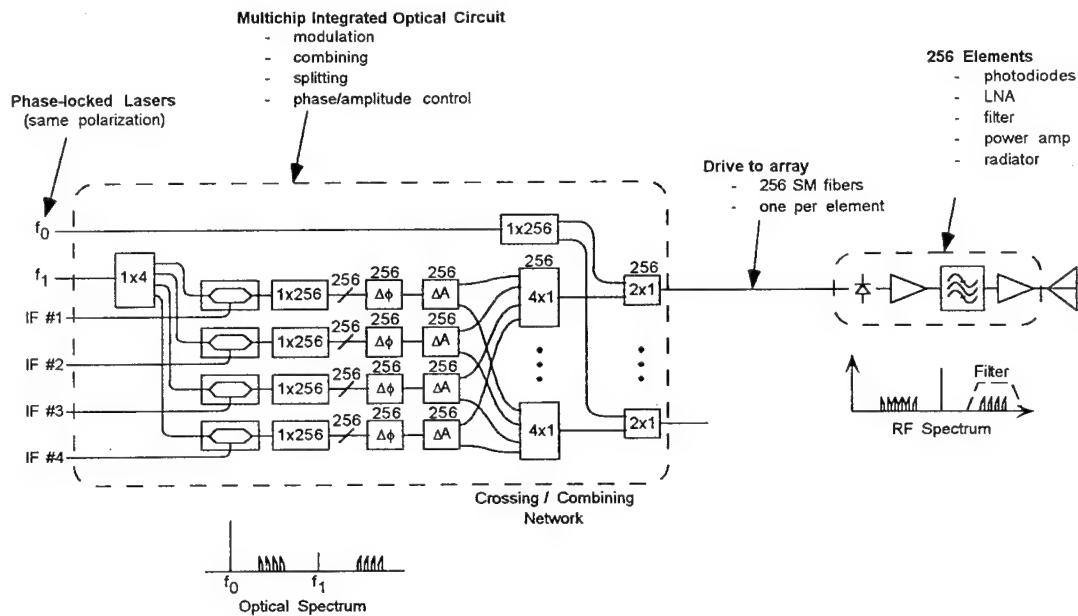 Multichip Integrated Optical Circuit
- modulation
- combining
- splitting
- phase/amplitude control
256 Elements
- photodiodes
- LNA
- filter
- power amp
- radiator
Phase-locked Lasers
(same polarization)
Drive to array
- 256 SM fibers
- one per element
f0
1x256
f1
1x4
256
256
256
256
256
1x256
Δϕ
ΔA
4x1
2x1
IF #1
256
256
256
1x256
Δϕ
ΔA
IF #2
256
256
256
1x256
Δϕ
ΔA
IF #3
256
256
256
1x256
Δϕ
ΔA
4x1
2x1
IF #4
Filter
RF Spectrum
Crossing / Combining
Network
f0
f1
Optical Spectrum